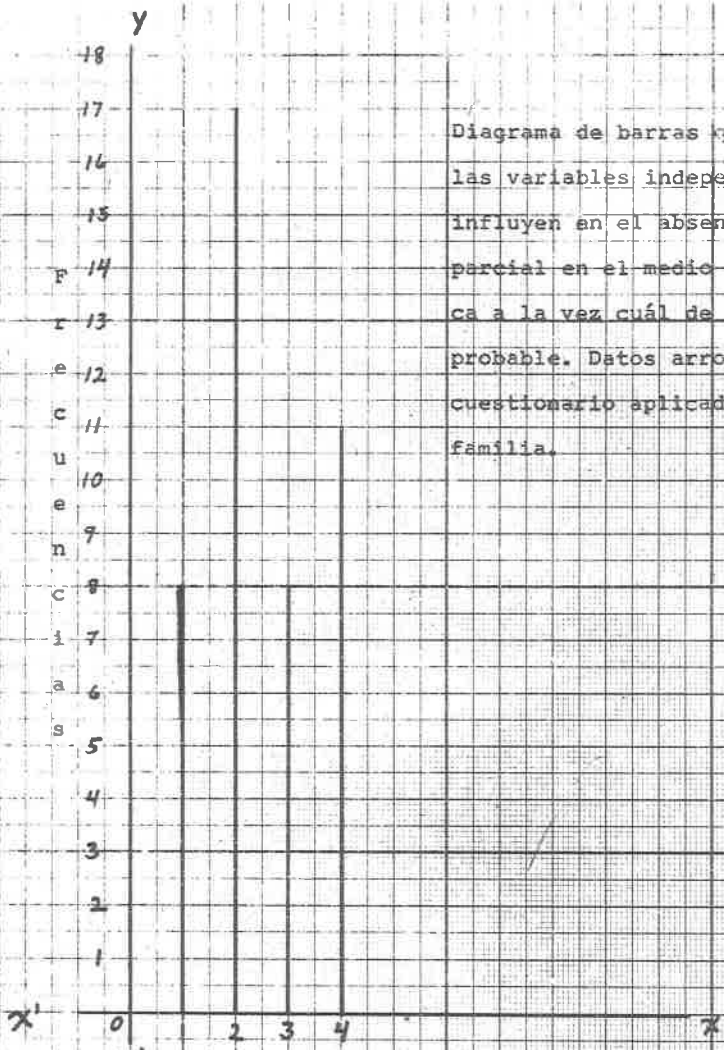 y
18
17
16
15
14
13
12
11
10
9
8
7
6
5
4
3
2
1
Frecuencias
Diagrama de barras q
las variables indepe
influyen en el absen
parcial en el medio
ca a la vez cuál de
probable. Datos arro
cuestionario aplicad
familia.
x' 0 2 3 4 x